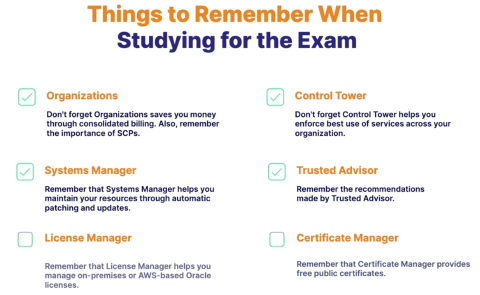 Things to Remember When
Studying for the Exam
Organizations
Don't forget Organizations saves you money
through consolidated billing. Also, remember
the importance of SCPs.
Control Tower
Don't forget Control Tower helps you
enforce best use of services across your
organization.
Systems Manager
Remember that Systems Manager helps you
maintain your resources through automatic
patching and updates.
Trusted Advisor
Remember the recommendations
made by Trusted Advisor.
License Manager
Remember that License Manager helps you
manage on-premises or AWS-based Oracle
licenses.
Certificate Manager
Remember that Certificate Manager provides
free public certificates.